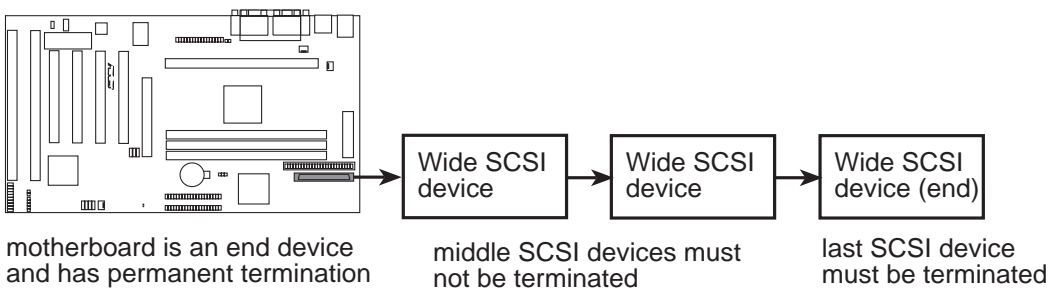 Wide SCSI
device
Wide SCSI
device
Wide SCSI
device (end)
motherboard is an end device
and has permanent termination
middle SCSI devices must
not be terminated
last SCSI device
must be terminated